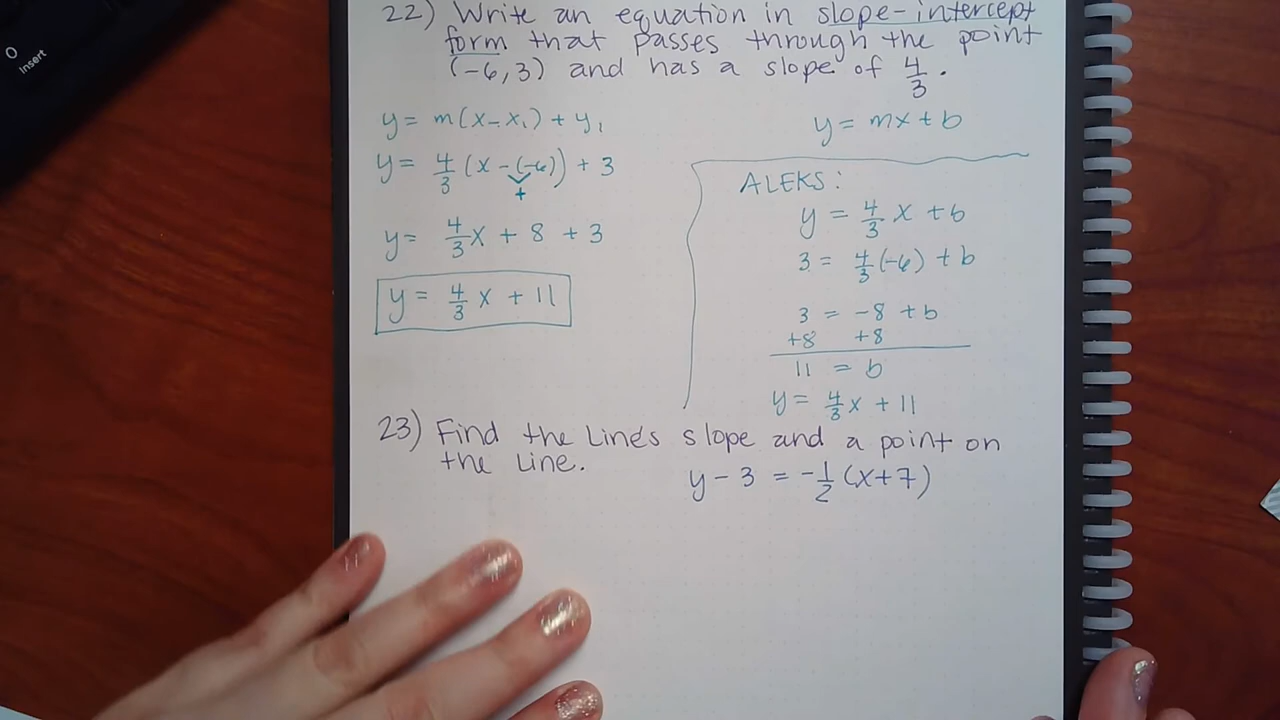 O
Insert
22) Write an equation in slope-intercept
form that passes through the point
(-6, 3) and has a slope of 4/3.
y = m(x - x₁) + y₁
y = 4/3 (x - (-6)) + 3
+
y = 4/3 x + 8 + 3
y = 4/3 x + 11
y = mx + b
ALEKS:
y = 4/3 x + b
3 = 4/3 (-6) + b
3 = -8 + b
+8 +8
11 = b
y = 4/3 x + 11
23) Find the Line's slope and a point on
the Line.
y - 3 = -1/2 (x+7)